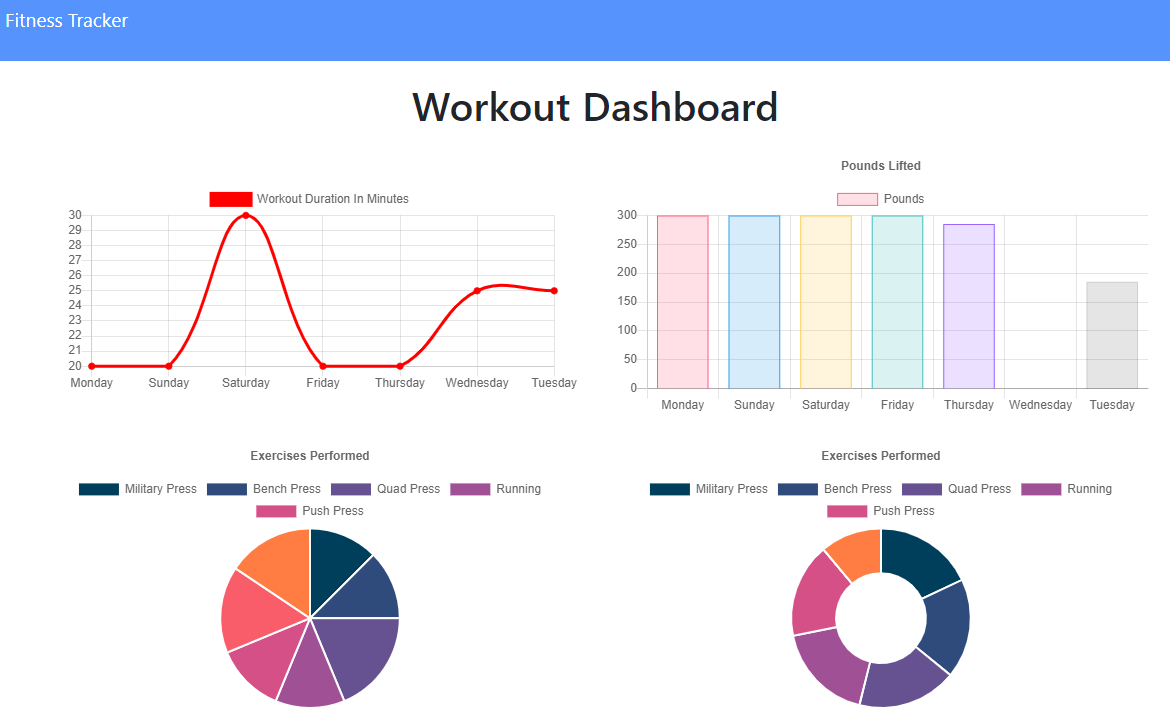 Fitness Tracker
Workout Dashboard
Workout Duration In Minutes
30
29
28
27
26
25
24
23
22
21
20
Monday Sunday Saturday Friday Thursday Wednesday Tuesday
Pounds Lifted
Pounds
300
250
200
150
100
50
0
Monday Sunday Saturday Friday Thursday Wednesday Tuesday
Exercises Performed
Military Press Bench Press Quad Press Running
Push Press
Exercises Performed
Military Press Bench Press Quad Press Running
Push Press